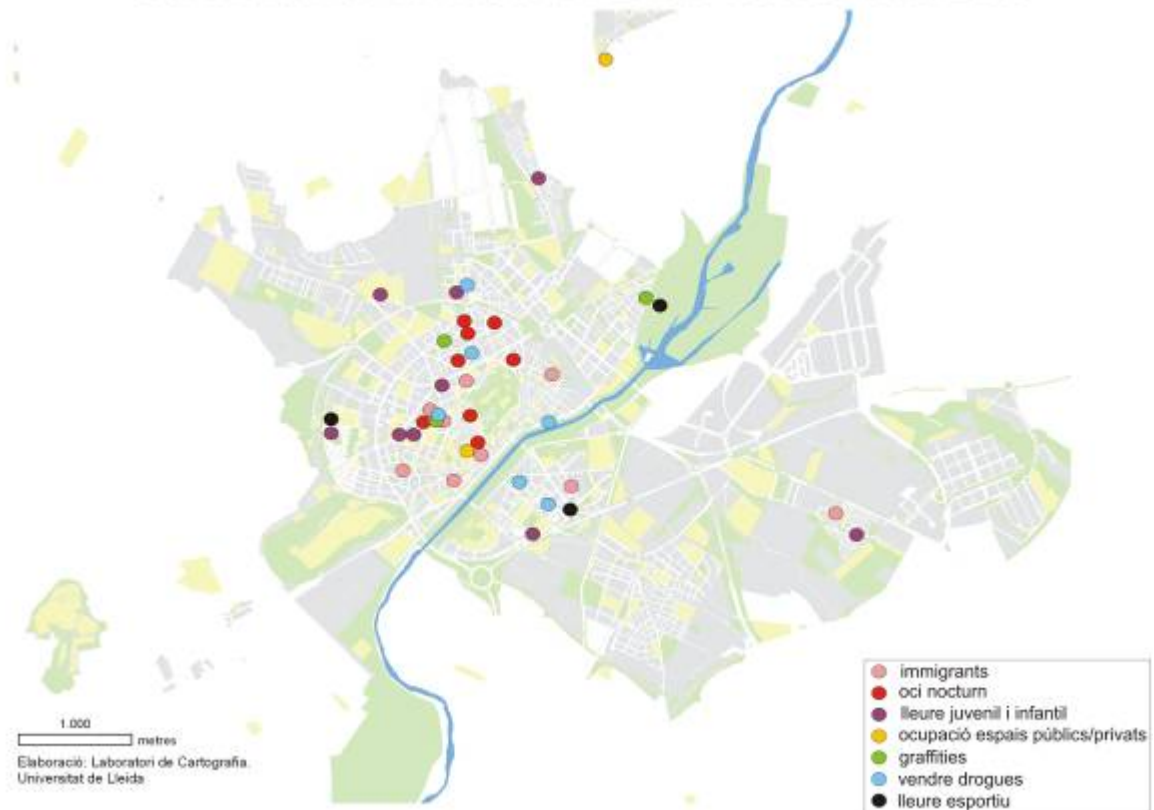 1.000
metres
Elaboració: Laboratori de Cartografia.
Universitat de Lleida
immigrants
oci nocturn
lleure juvenil i infantil
ocupació espais públics/privats
graffities
vendre drogues
lleure esportiu